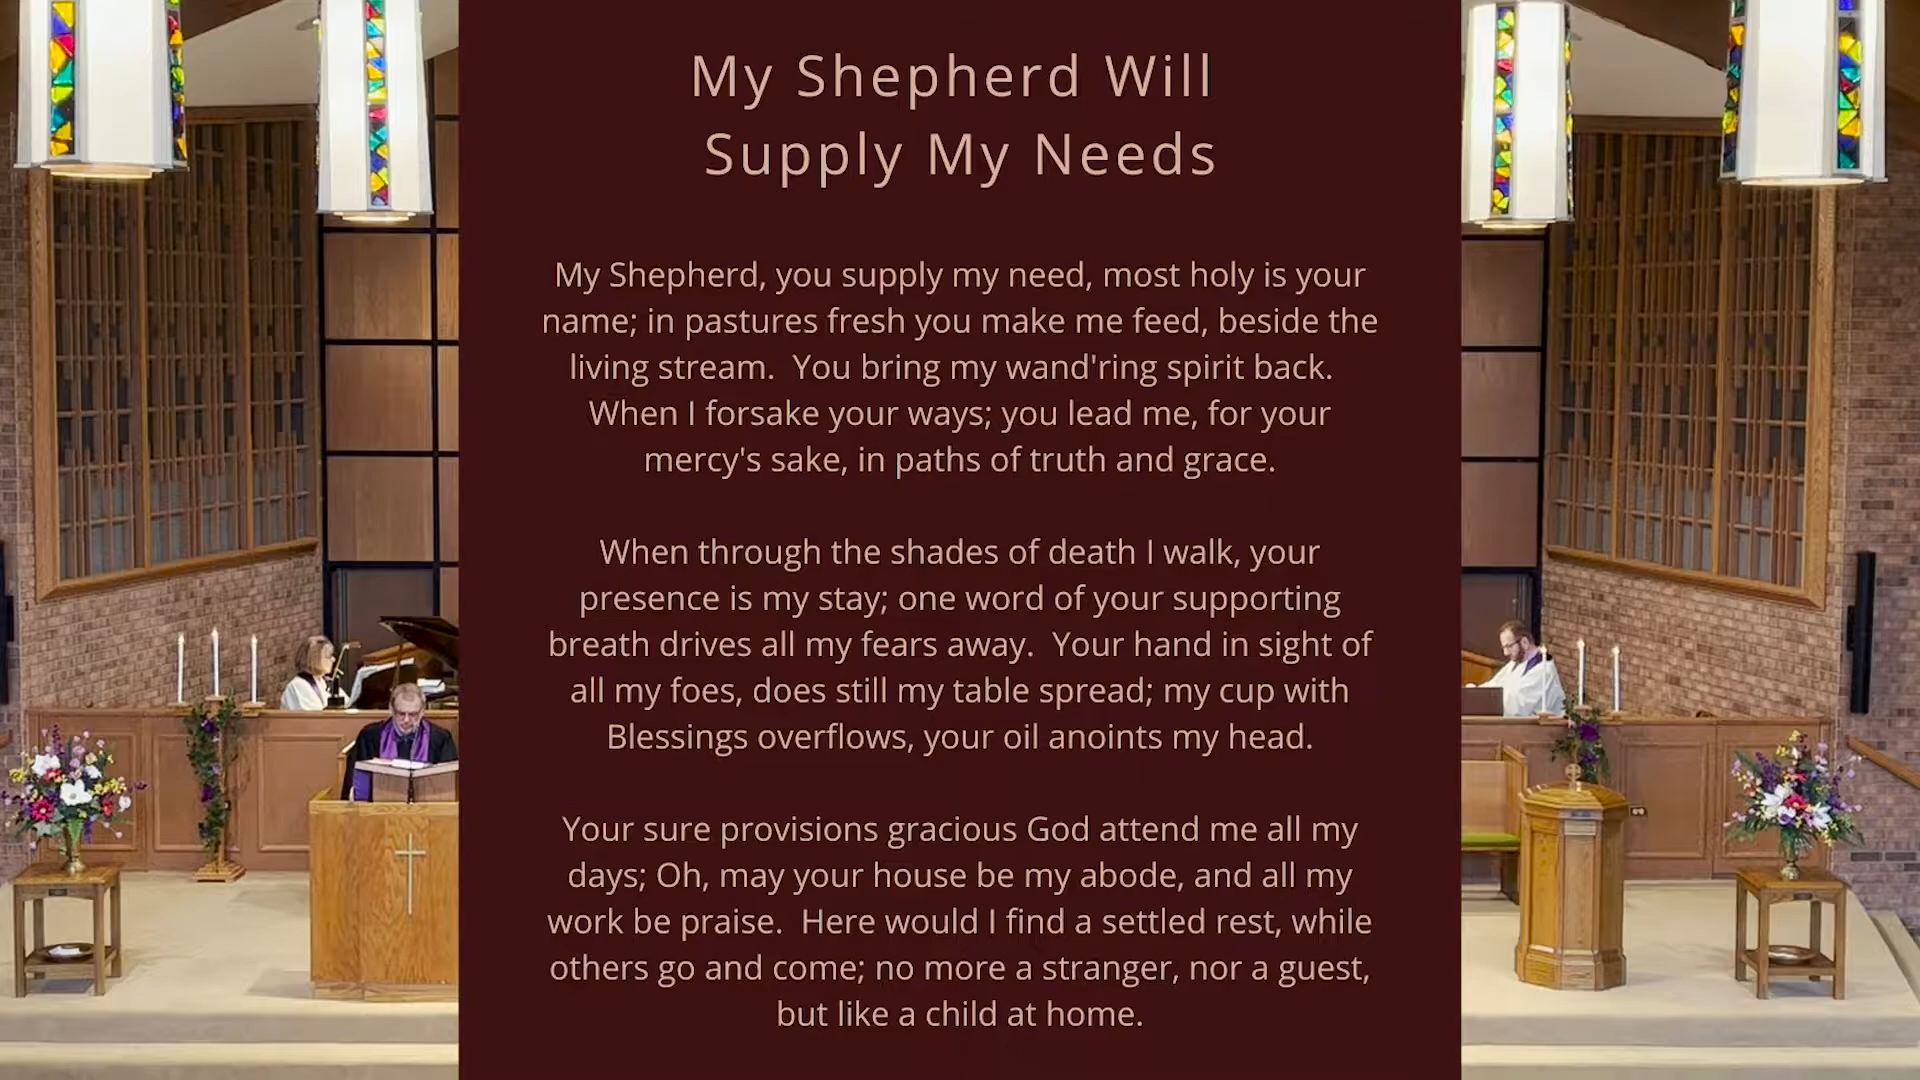 My Shepherd Will
Supply My Needs
My Shepherd, you supply my need, most holy is your
name; in pastures fresh you make me feed, beside the
living stream.  You bring my wand'ring spirit back.
When I forsake your ways; you lead me, for your
mercy's sake, in paths of truth and grace.
When through the shades of death I walk, your
presence is my stay; one word of your supporting
breath drives all my fears away.  Your hand in sight of
all my foes, does still my table spread; my cup with
Blessings overflows, your oil anoints my head.
Your sure provisions gracious God attend me all my
days; Oh, may your house be my abode, and all my
work be praise.  Here would I find a settled rest, while
others go and come; no more a stranger, nor a guest,
but like a child at home.